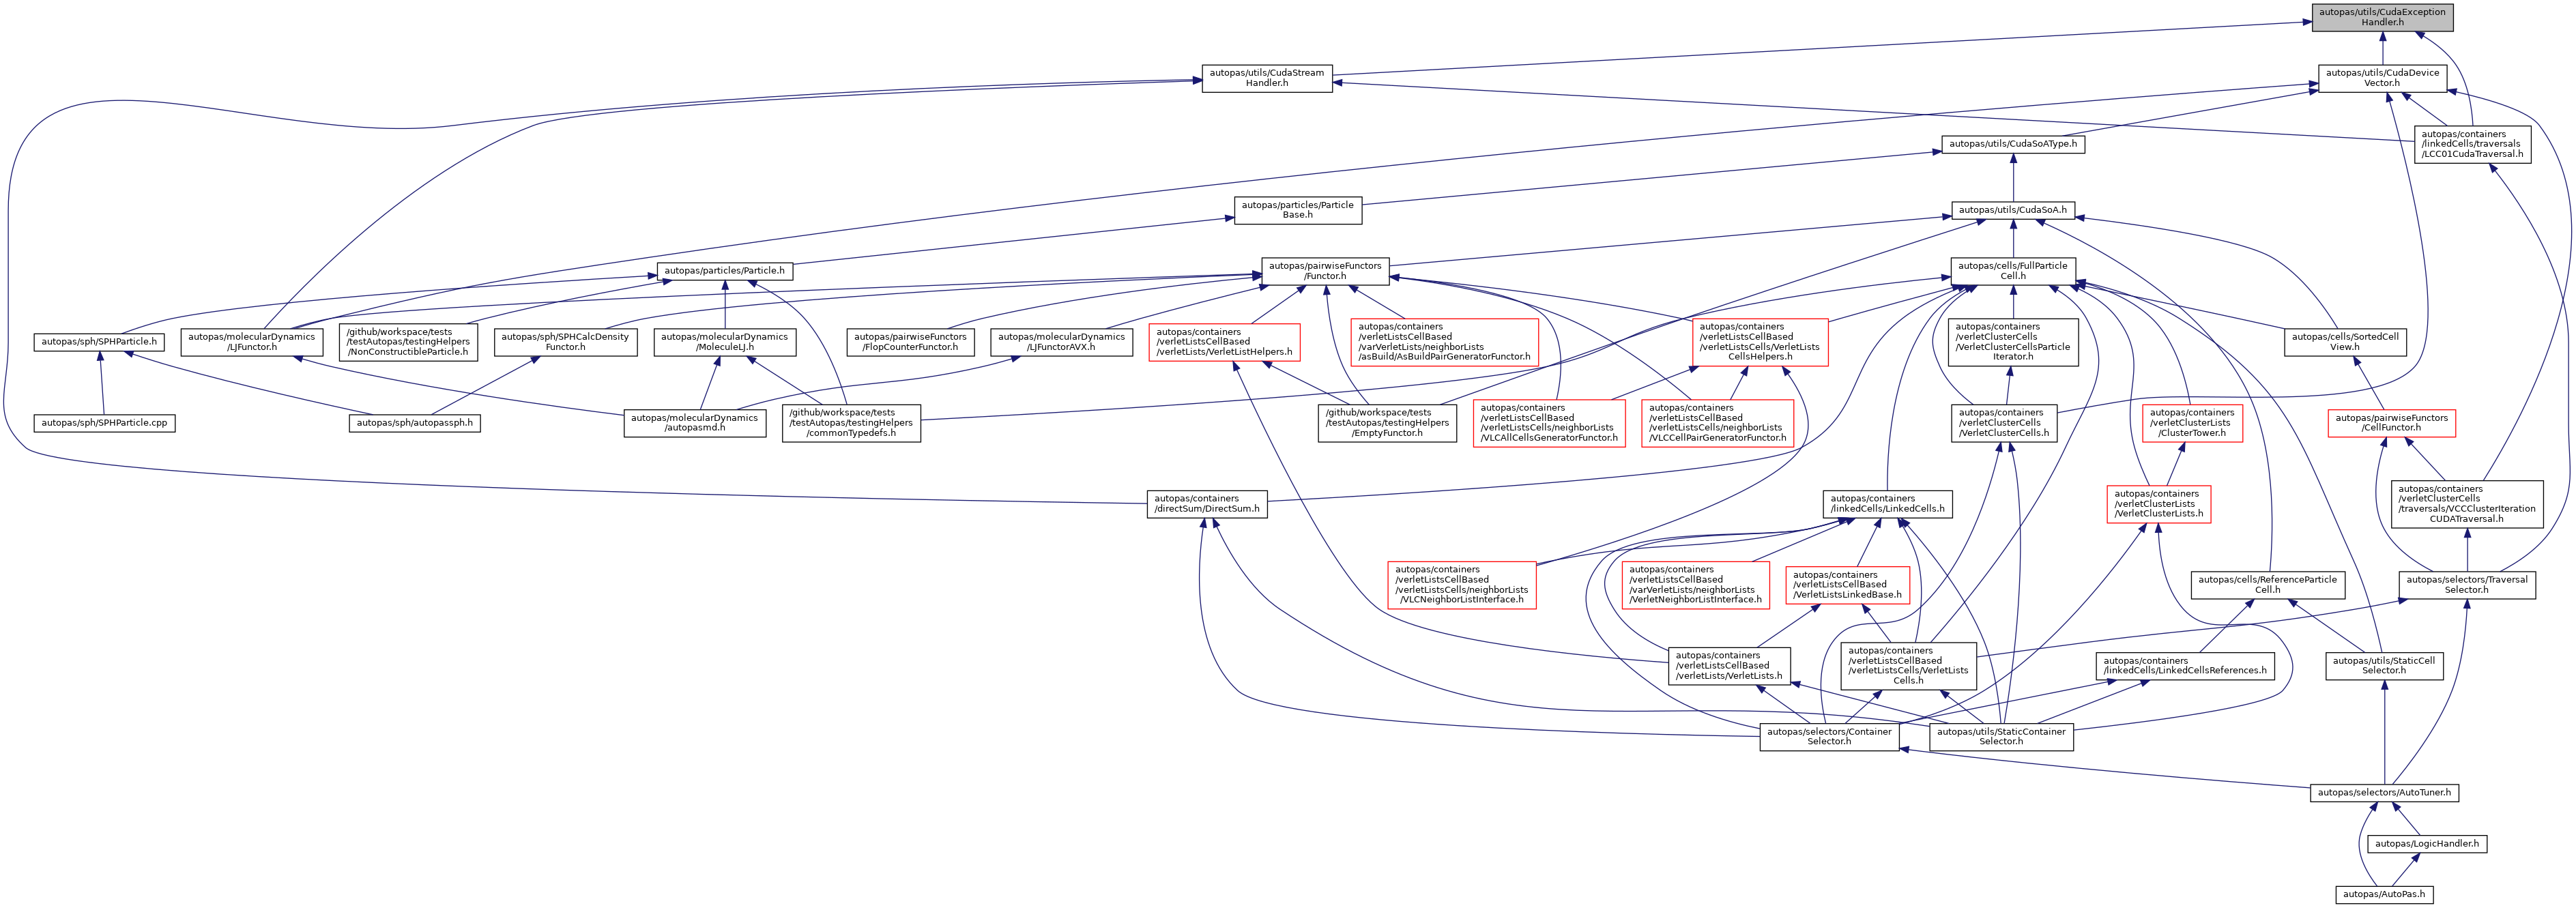 autopas/utils/CudaException
Handler.h
autopas/utils/CudaStream
Handler.h
autopas/utils/CudaDevice
Vector.h
autopas/containers
/linkedCells/traversals
/LCC01CudaTraversal.h
autopas/utils/CudaSoAType.h
autopas/particles/Particle
Base.h
autopas/utils/CudaSoA.h
autopas/particles/Particle.h
autopas/pairwiseFunctors
/Functor.h
autopas/cells/FullParticle
Cell.h
autopas/sph/SPHParticle.h
autopas/molecularDynamics
/LJFunctor.h
/github/workspace/tests
/testAutopas/testingHelpers
/NonConstructibleParticle.h
autopas/sph/SPHCalcDensity
Functor.h
autopas/molecularDynamics
/MoleculeLJ.h
autopas/pairwiseFunctors
/FlopCounterFunctor.h
autopas/molecularDynamics
/LJFunctorAVX.h
autopas/containers
/verletListsCellBased
/verletLists/VerletListHelpers.h
autopas/containers
/verletListsCellBased
/varVerletLists/neighborLists
/asBuild/AsBuildPairGeneratorFunctor.h
autopas/containers
/verletListsCellBased
/verletListsCells/VerletLists
CellsHelpers.h
autopas/containers
/verletClusterCells
/VerletClusterCellsParticle
Iterator.h
autopas/cells/SortedCell
View.h
autopas/sph/SPHParticle.cpp
autopas/sph/autopassph.h
autopas/molecularDynamics
/autopasmd.h
/github/workspace/tests
/testAutopas/testingHelpers
/commonTypedefs.h
/github/workspace/tests
/testAutopas/testingHelpers
/EmptyFunctor.h
autopas/containers
/verletListsCellBased
/verletListsCells/neighborLists
/VLCAllCellsGeneratorFunctor.h
autopas/containers
/verletListsCellBased
/verletListsCells/neighborLists
/VLCCellPairGeneratorFunctor.h
autopas/containers
/verletClusterCells
/VerletClusterCells.h
autopas/containers
/verletClusterLists
/ClusterTower.h
autopas/pairwiseFunctors
/CellFunctor.h
autopas/containers
/directSum/DirectSum.h
autopas/containers
/linkedCells/LinkedCells.h
autopas/containers
/verletClusterLists
/VerletClusterLists.h
autopas/containers
/verletClusterCells
/traversals/VCCClusterIteration
CUDATraversal.h
autopas/containers
/verletListsCellBased
/verletListsCells/neighborLists
/VLCNeighborListInterface.h
autopas/containers
/verletListsCellBased
/varVerletLists/neighborLists
/VerletNeighborListInterface.h
autopas/containers
/verletListsCellBased
/VerletListsLinkedBase.h
autopas/cells/ReferenceParticle
Cell.h
autopas/selectors/Traversal
Selector.h
autopas/containers
/verletListsCellBased
/verletLists/VerletLists.h
autopas/containers
/verletListsCellBased
/verletListsCells/VerletLists
Cells.h
autopas/containers
/linkedCells/LinkedCellsReferences.h
autopas/utils/StaticCell
Selector.h
autopas/selectors/Container
Selector.h
autopas/utils/StaticContainer
Selector.h
autopas/selectors/AutoTuner.h
autopas/LogicHandler.h
autopas/AutoPas.h